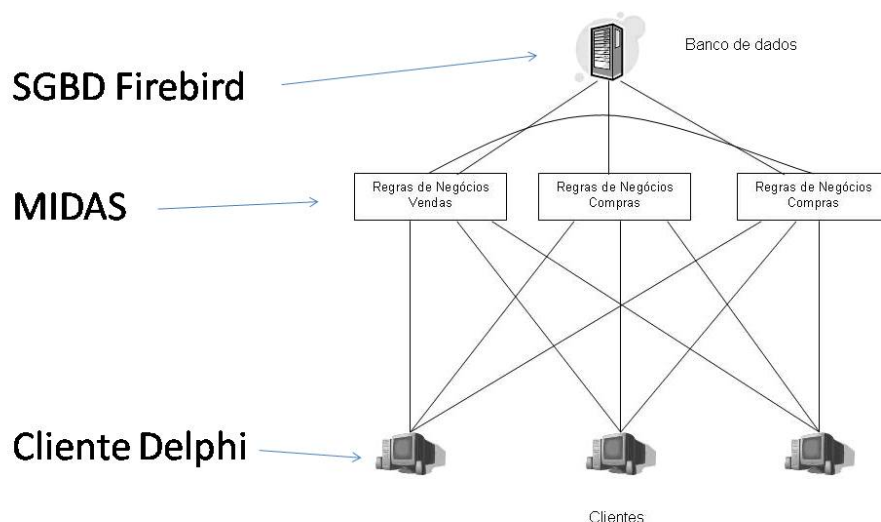 Banco de dados
SGBD Firebird
MIDAS
Regras de Negócios
Vendas
Regras de Negócios
Compras
Regras de Negócios
Compras
Cliente Delphi
Clientes